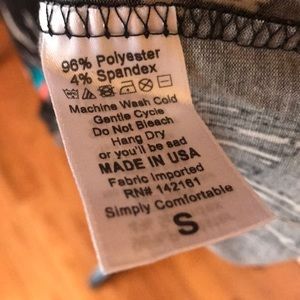 96% Polyester
4% Spandex
Machine Wash Cold
Gentle Cycle
Do Not Bleach
Hang Dry
or you'll be sad
MADE IN USA
Fabric Imported
RN# 142161
Simply Comfortable
S